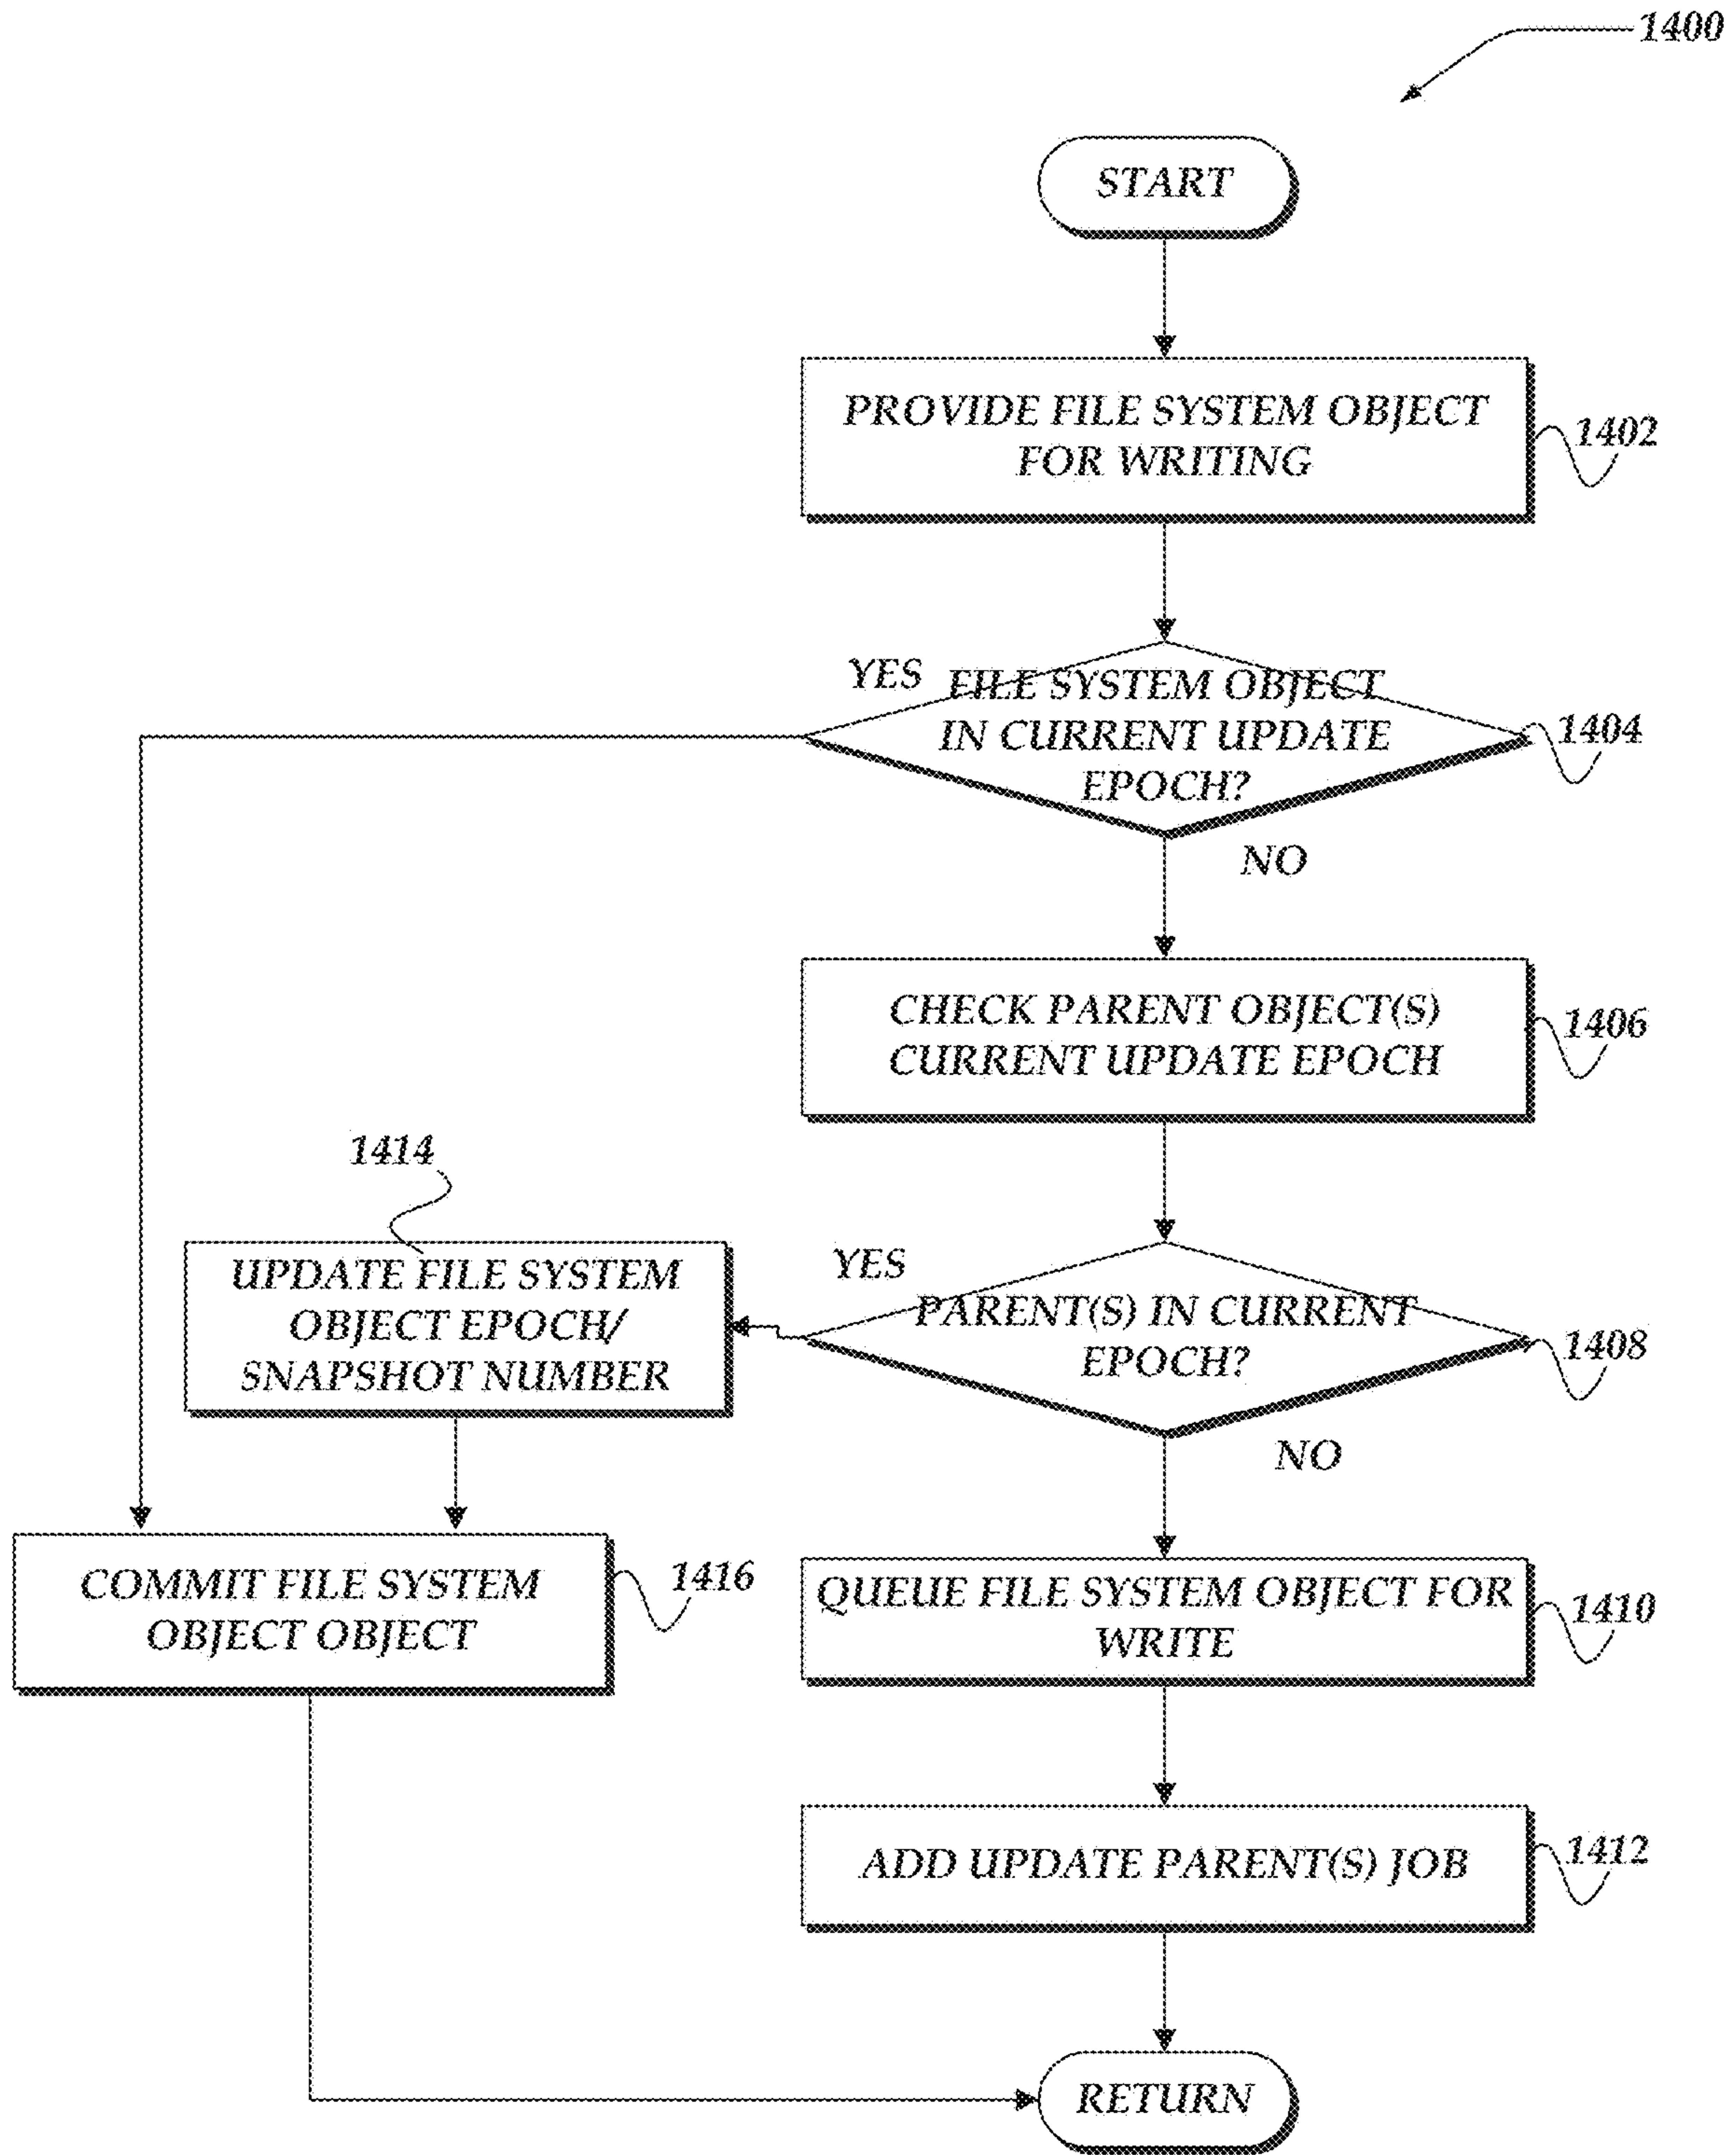 1400
START
PROVIDE FILE SYSTEM OBJECT
FOR WRITING
1402
YES
FILE SYSTEM OBJECT
IN CURRENT UPDATE
EPOCH?
1404
NO
CHECK PARENT OBJECT(S)
CURRENT UPDATE EPOCH
1406
1414
UPDATE FILE SYSTEM
OBJECT EPOCH/
SNAPSHOT NUMBER
YES
PARENT(S) IN CURRENT
EPOCH?
1408
NO
COMMIT FILE SYSTEM
OBJECT OBJECT
1416
QUEUE FILE SYSTEM OBJECT FOR
WRITE
1410
ADD UPDATE PARENT(S) JOB
1412
RETURN